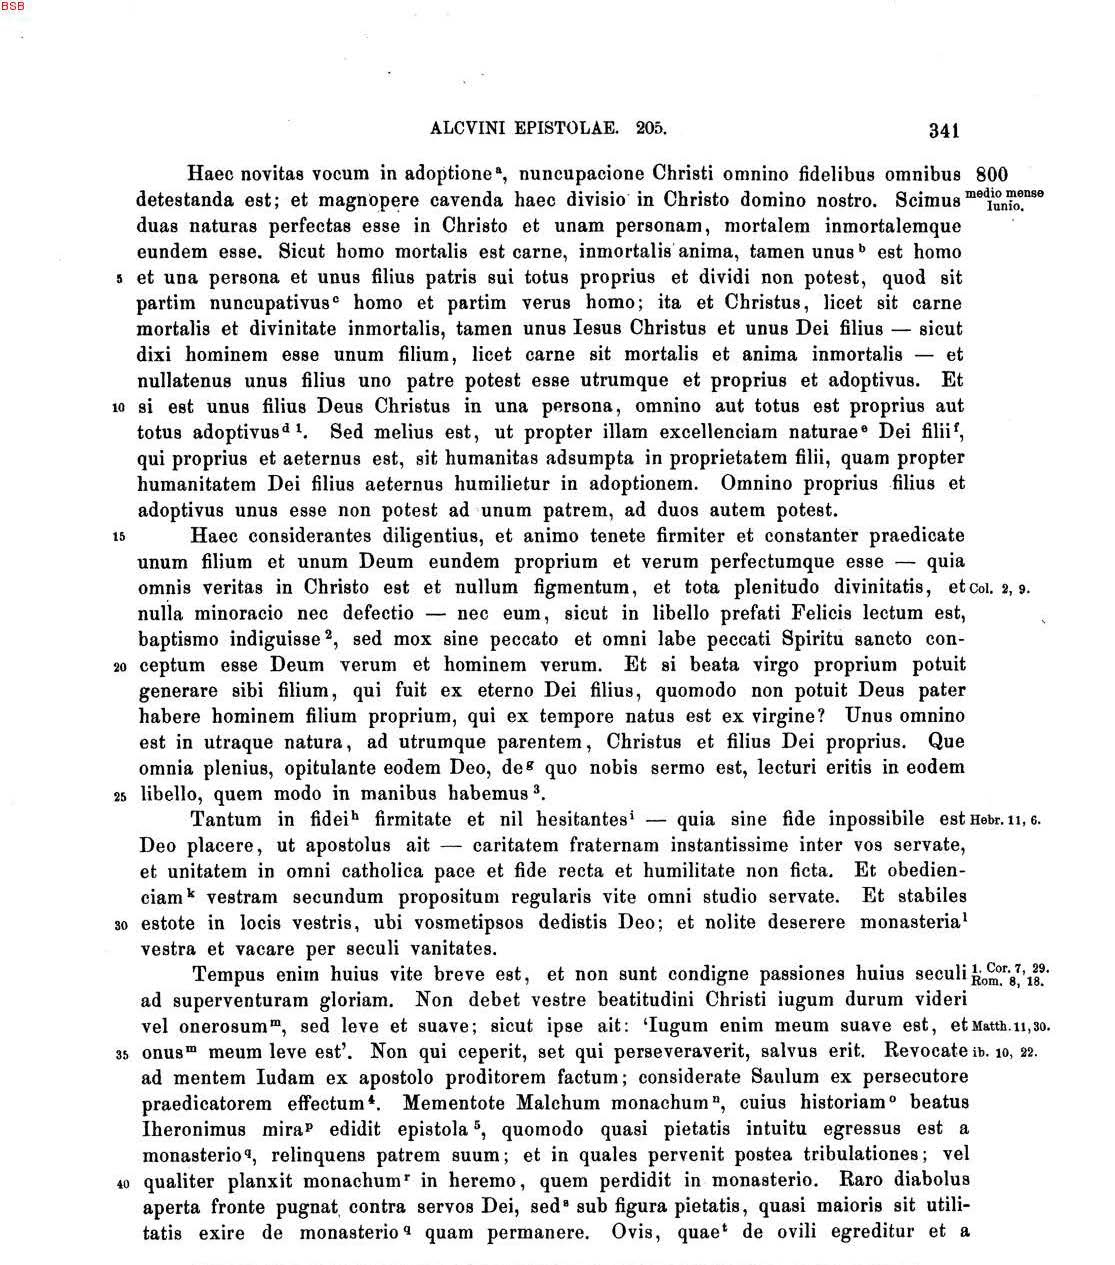 BSB
ALCVINI EPISTOLAE. 205. 341
Haec novitas vocum in adoptione a, nuncupacione Christi omnino fidelibus omnibus 800
detestanda est; et magnopere cavenda haec divisio in Christo domino nostro. Scimus medio mense Iunio.
duas naturas perfectas esse in Christo et unam personam, mortalem inmortalemque
eundem esse. Sicut homo mortalis est carne, inmortalis anima, tamen unus b est homo
5 et una persona et unus filius patris sui totus proprius et dividi non potest, quod sit
partim nuncupativus c homo et partim verus homo; ita et Christus, licet sit carne
mortalis et divinitate inmortalis, tamen unus Iesus Christus et unus Dei filius — sicut
dixi hominem esse unum filium, licet carne sit mortalis et anima inmortalis — et
nullatenus unus filius uno patre potest esse utrumque et proprius et adoptivus. Et
10 si est unus filius Deus Christus in una persona, omnino aut totus est proprius aut
totus adoptivus d 1. Sed melius est, ut propter illam excellenciam naturae e Dei filii f,
qui proprius et aeternus est, sit humanitas adsumpta in proprietatem filii, quam propter
humanitatem Dei filius aeternus humilietur in adoptionem. Omnino proprius filius et
adoptivus unus esse non potest ad unum patrem, ad duos autem potest.
15 Haec considerantes diligentius, et animo tenete firmiter et constanter praedicate
unum filium et unum Deum eundem proprium et verum perfectumque esse — quia
omnis veritas in Christo est et nullum figmentum, et tota plenitudo divinitatis, et Col. 2, 9.
nulla minoracio nec defectio — nec eum, sicut in libello prefati Felicis lectum est,
baptismo indiguisse 2, sed mox sine peccato et omni labe peccati Spiritu sancto con-
20 ceptum esse Deum verum et hominem verum. Et si beata virgo proprium potuit
generare sibi filium, qui fuit ex eterno Dei filius, quomodo non potuit Deus pater
habere hominem filium proprium, qui ex tempore natus est ex virgine? Unus omnino
est in utraque natura, ad utrumque parentem, Christus et filius Dei proprius. Que
omnia plenius, opitulante eodem Deo, de g quo nobis sermo est, lecturi eritis in eodem
25 libello, quem modo in manibus habemus 3.
Tantum in fidei h firmitate et nil hesitantes i — quia sine fide inpossibile est Hebr. 11, 6.
Deo placere, ut apostolus ait — caritatem fraternam instantissime inter vos servate,
et unitatem in omni catholica pace et fide recta et humilitate non ficta. Et obedien-
ciam k vestram secundum propositum regularis vite omni studio servate. Et stabiles
30 estote in locis vestris, ubi vosmetipsos dedistis Deo; et nolite deserere monasteria l
vestra et vacare per seculi vanitates.
Tempus enim huius vite breve est, et non sunt condigne passiones huius seculi 1. Cor. 7, 29. Rom. 8, 18.
ad superventuram gloriam. Non debet vestre beatitudini Christi iugum durum videri
vel onerosum m, sed leve et suave; sicut ipse ait: ‘Iugum enim meum suave est, et Matth. 11, 30.
35 onus m meum leve est’. Non qui ceperit, set qui perseveraverit, salvus erit. Revocate ib. 10, 22.
ad mentem Iudam ex apostolo proditorem factum; considerate Saulum ex persecutore
praedicatorem effectum 4. Mementote Malchum monachum n, cuius historiam o beatus
Iheronimus mira p edidit epistola 5, quomodo quasi pietatis intuitu egressus est a
monasterio q, relinquens patrem suum; et in quales pervenit postea tribulationes; vel
40 qualiter planxit monachum r in heremo, quem perdidit in monasterio. Raro diabolus
aperta fronte pugnat contra servos Dei, sed s sub figura pietatis, quasi maioris sit utili-
tatis exire de monasterio q quam permanere. Ovis, quae t de ovili egreditur et a